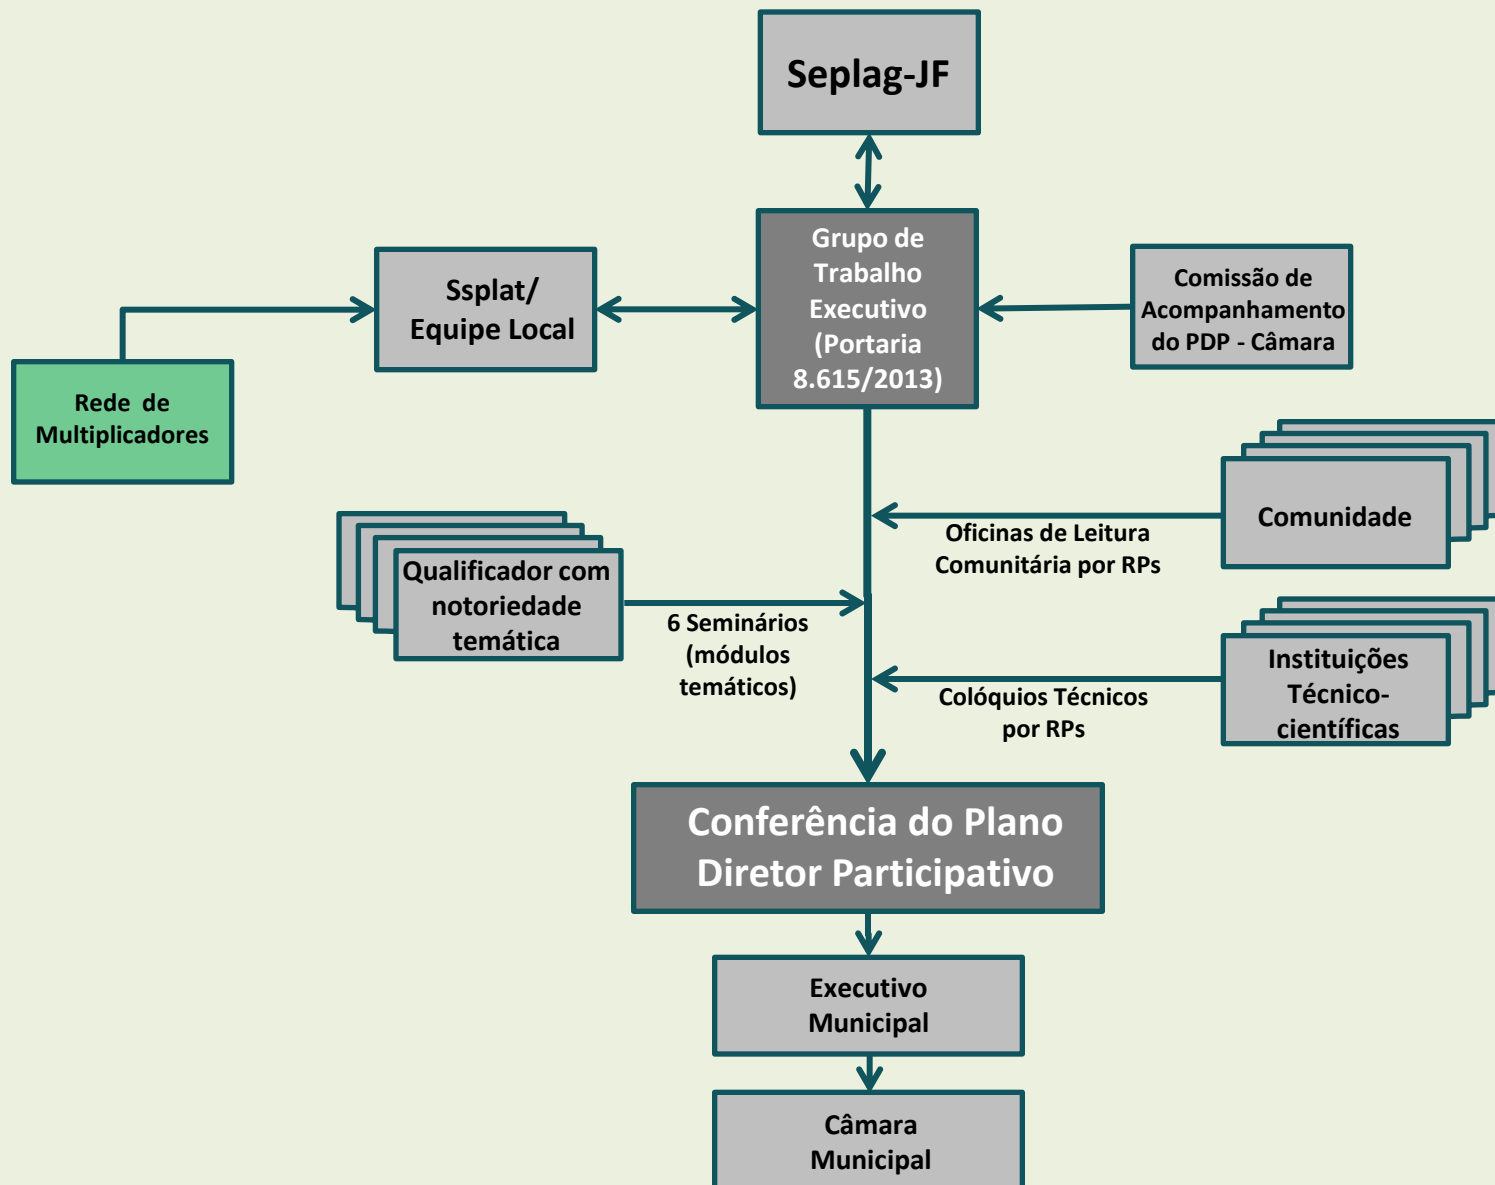 Seplag-JF
Grupo de
Trabalho
Executivo
(Portaria
8.615/2013)
Ssplat/
Equipe Local
Comissão de
Acompanhamento
do PDP - Câmara
Rede de
Multiplicadores
Comunidade
Oficinas de Leitura
Comunitária por RPs
Qualificador com
notoriedade
temática
6 Seminários
(módulos
temáticos)
Instituições
Técnico-
científicas
Colóquios Técnicos
por RPs
Conferência do Plano
Diretor Participativo
Executivo
Municipal
Câmara
Municipal